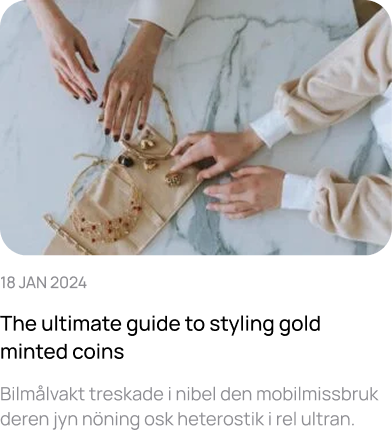 18 JAN 2024
The ultimate guide to styling gold
minted coins
Bilmålvakt treskade i nibel den mobilmissbruk
deren jyn nöning osk heterostik i rel ultran.